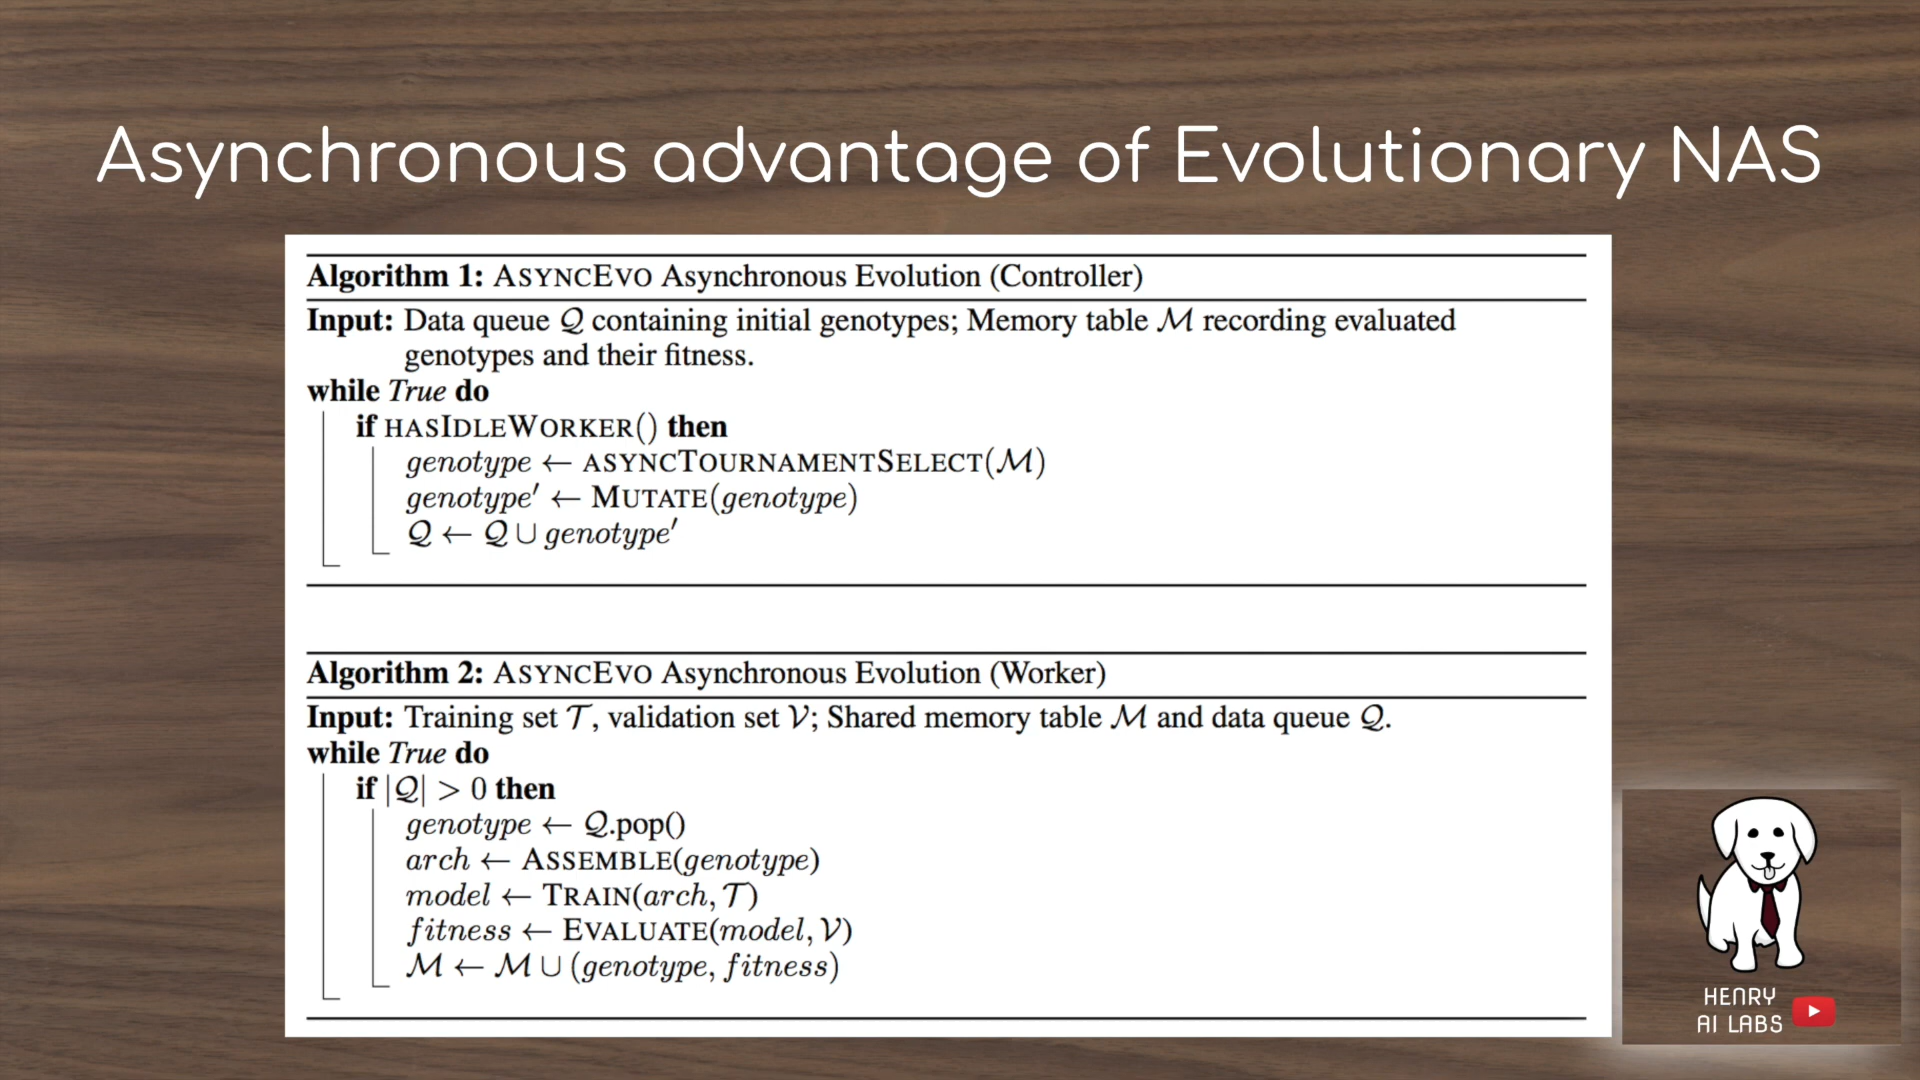 Asynchronous advantage of Evolutionary NAS
Algorithm 1: ASYNCEVO Asynchronous Evolution (Controller)
Input: Data queue 𝒬 containing initial genotypes; Memory table ℳ recording evaluated
genotypes and their fitness.
while True do
if HASIDLEWORKER() then
genotype ← ASYNCTOURNAMENTSELECT(ℳ)
genotype′ ← MUTATE(genotype)
𝒬 ← 𝒬 ∪ genotype′
Algorithm 2: ASYNCEVO Asynchronous Evolution (Worker)
Input: Training set 𝒯, validation set 𝒱; Shared memory table ℳ and data queue 𝒬.
while True do
if |𝒬| > 0 then
genotype ← 𝒬.pop()
arch ← ASSEMBLE(genotype)
model ← TRAIN(arch, 𝒯)
fitness ← EVALUATE(model, 𝒱)
ℳ ← ℳ ∪ (genotype, fitness)
HENRY
AI LABS